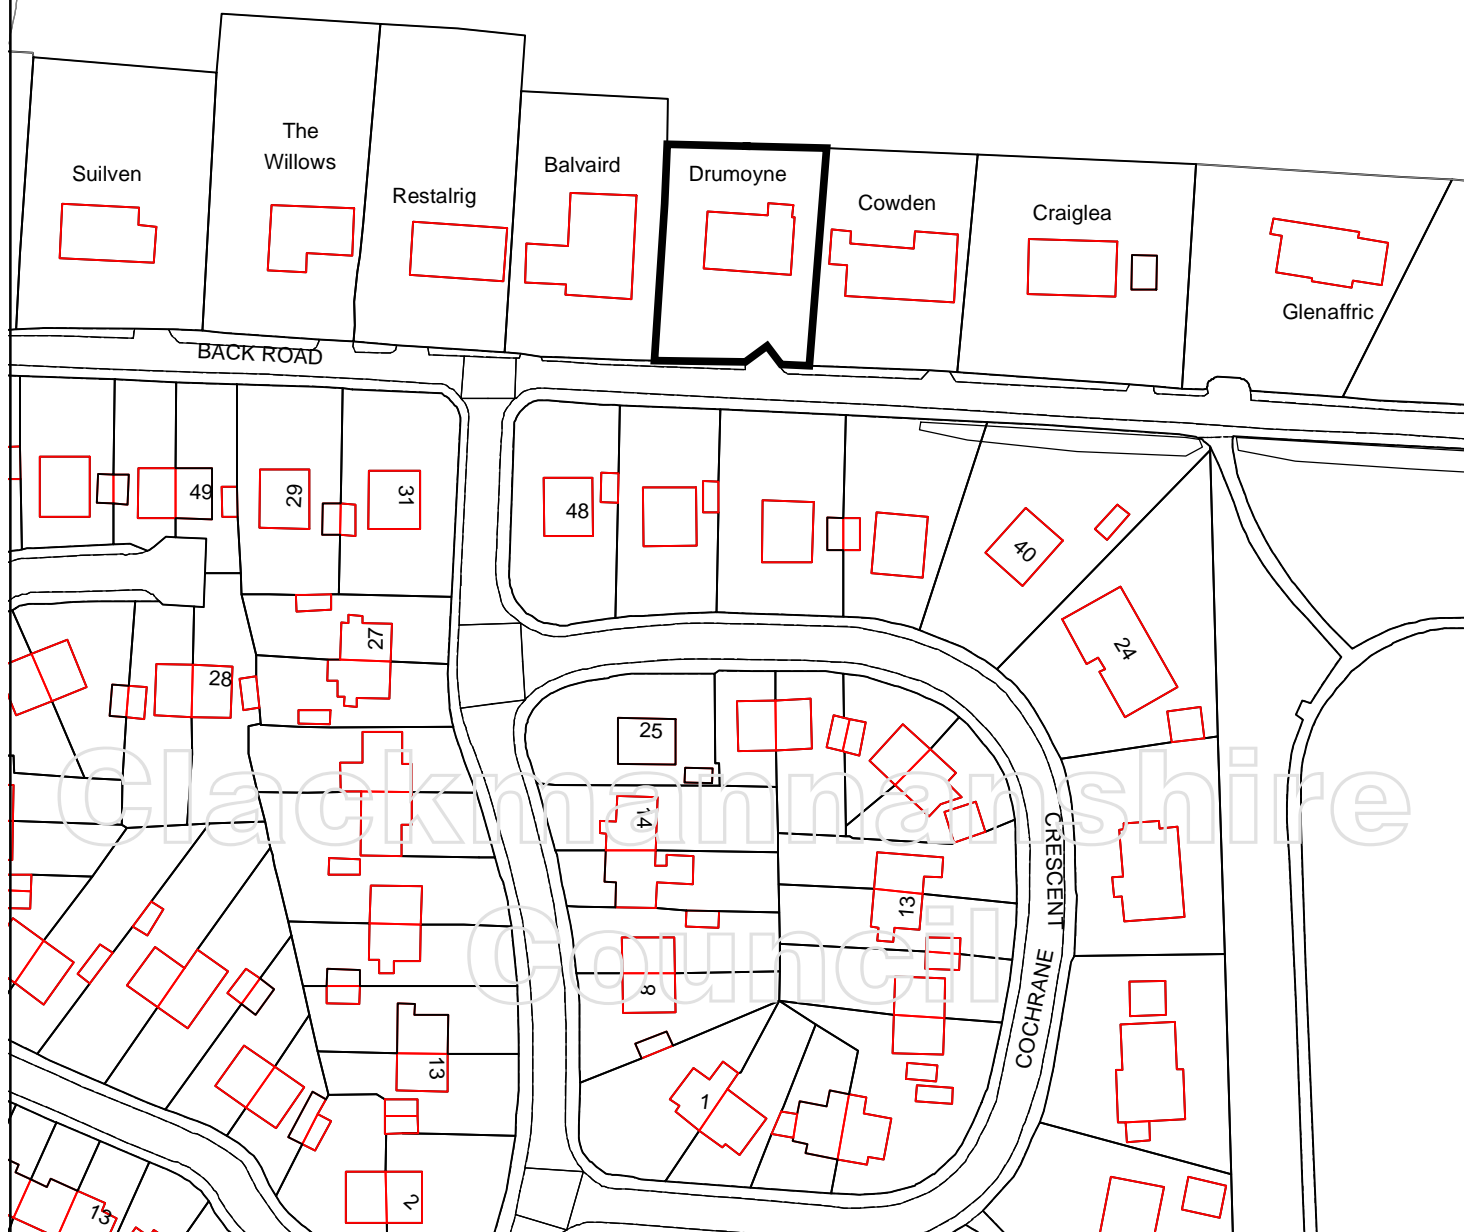 The
Willows
Suilven
Restalrig
Balvaird
Drumoyne
Cowden
Craiglea
Glenaffric
BACK ROAD
49
29
31
48
40
27
28
24
25
14
13
8
13
1
2
13
CRESCENT
COCHRANE
Clackmannanshire
Council